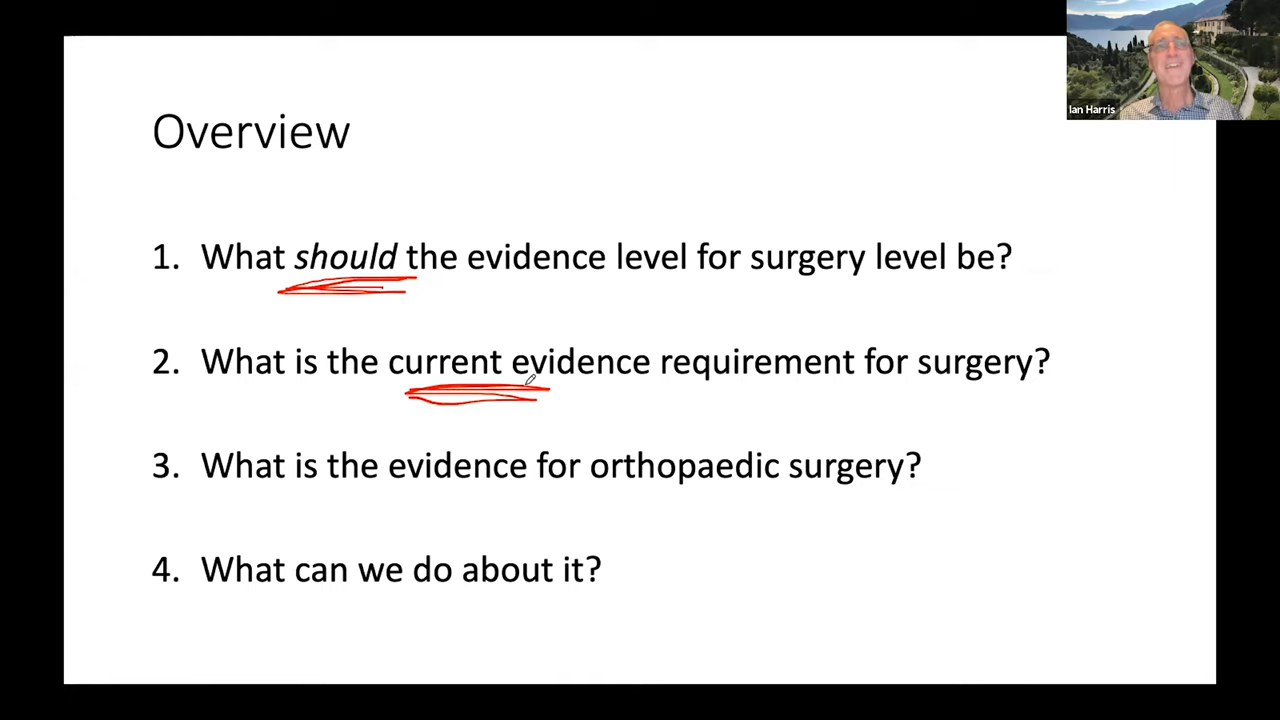 Ian Harris
Overview
1. What should the evidence level for surgery level be?
2. What is the current evidence requirement for surgery?
3. What is the evidence for orthopaedic surgery?
4. What can we do about it?